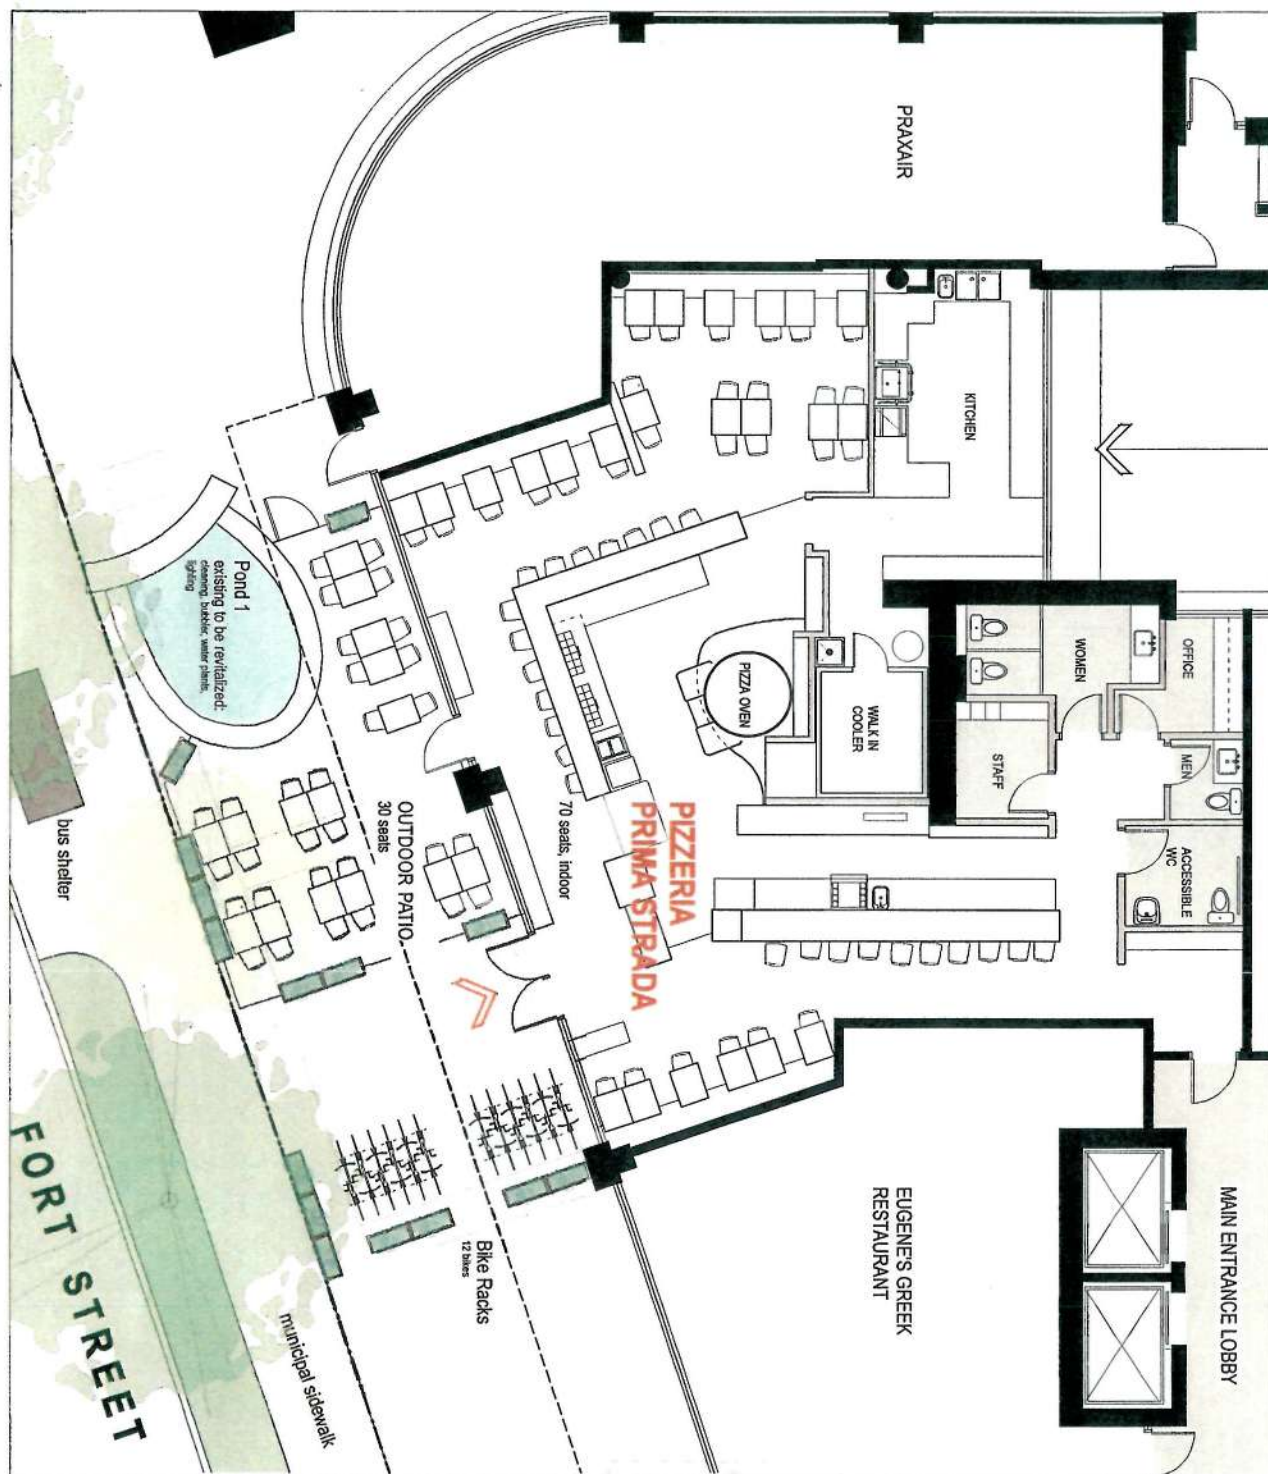 PRAXAIR
KITCHEN
OFFICE
WOMEN
MEN
STAFF
ACCESSIBLE
WC
WALK IN
COOLER
PIZZA OVEN
PIZZERIA
PRIMA STRADA
70 seats, indoor
OUTDOOR PATIO
30 seats
Pond 1
existing to be revitalized:
cleaning, bubbler, water plants,
lighting
bus shelter
Bike Racks
12 bikes
municipal sidewalk
EUGENE'S GREEK
RESTAURANT
MAIN ENTRANCE LOBBY
FORT STREET